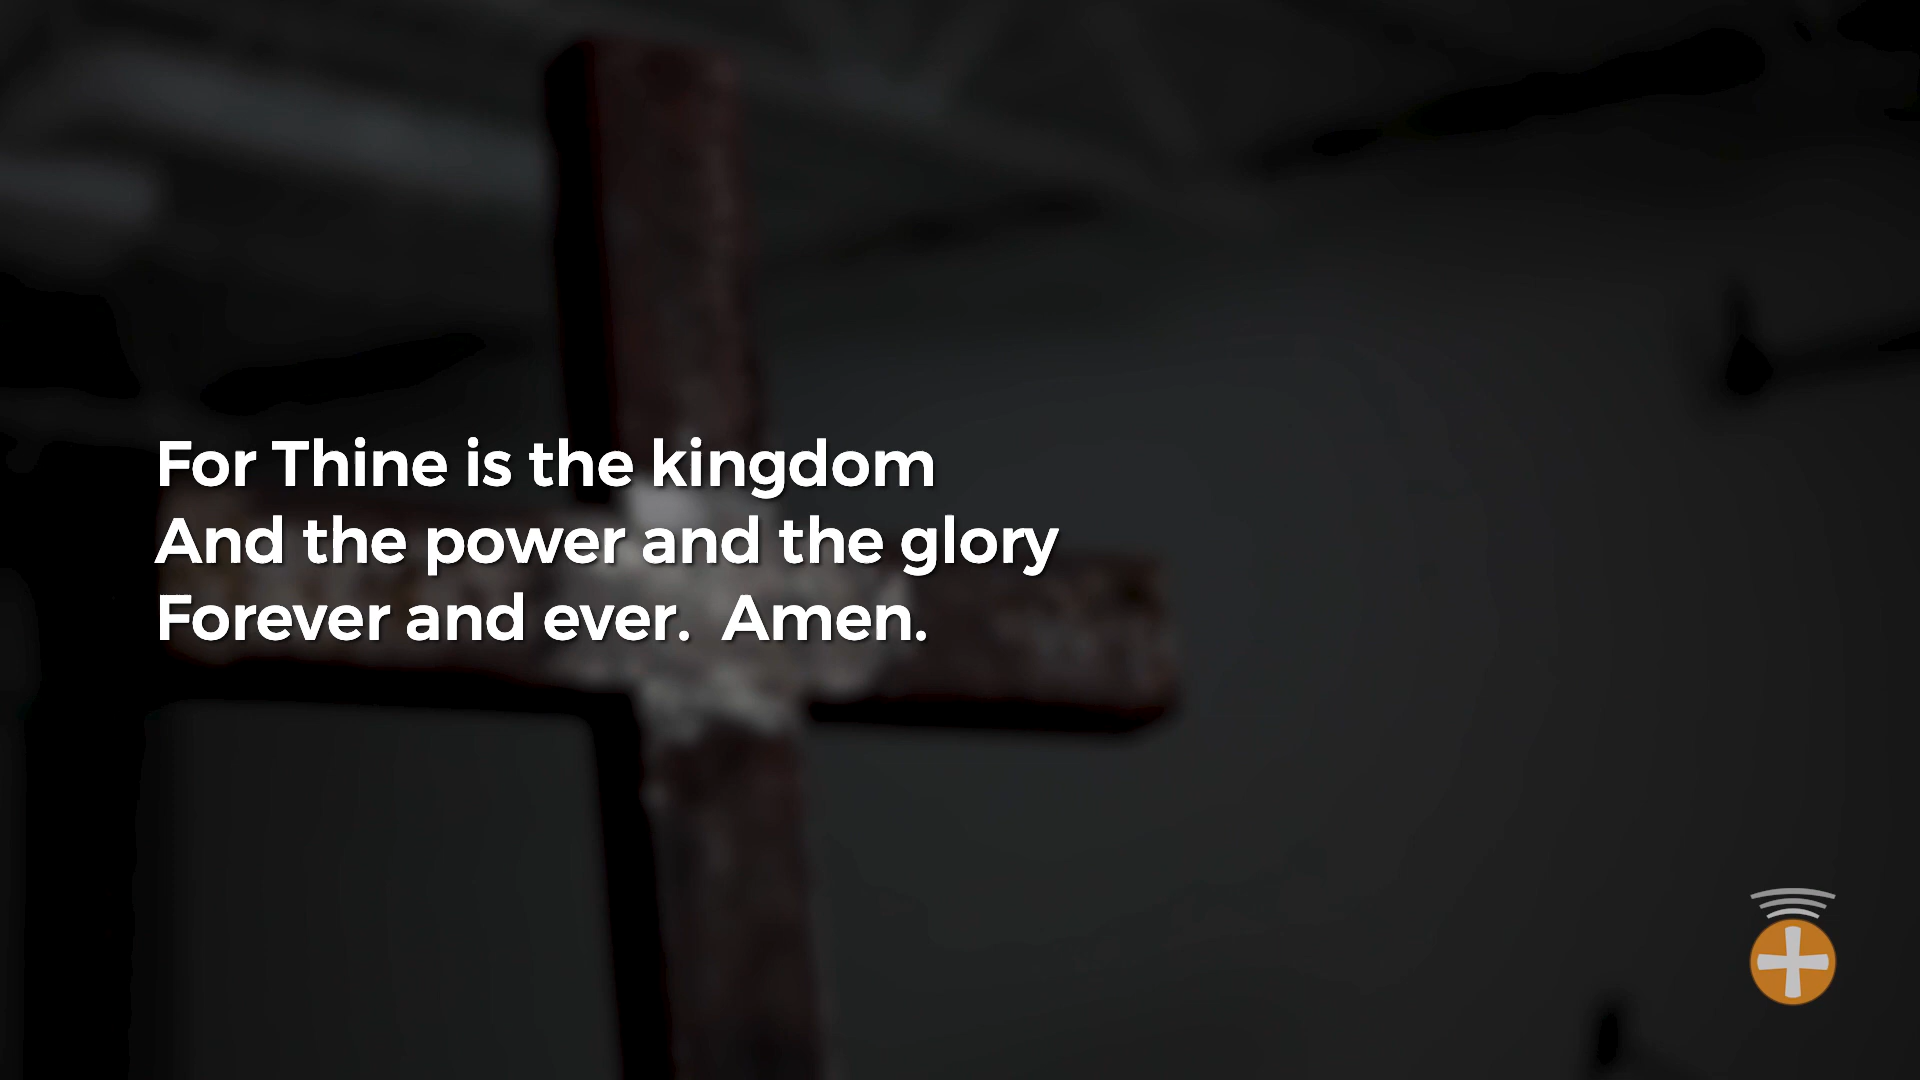 For Thine is the kingdom
And the power and the glory
Forever and ever.  Amen.